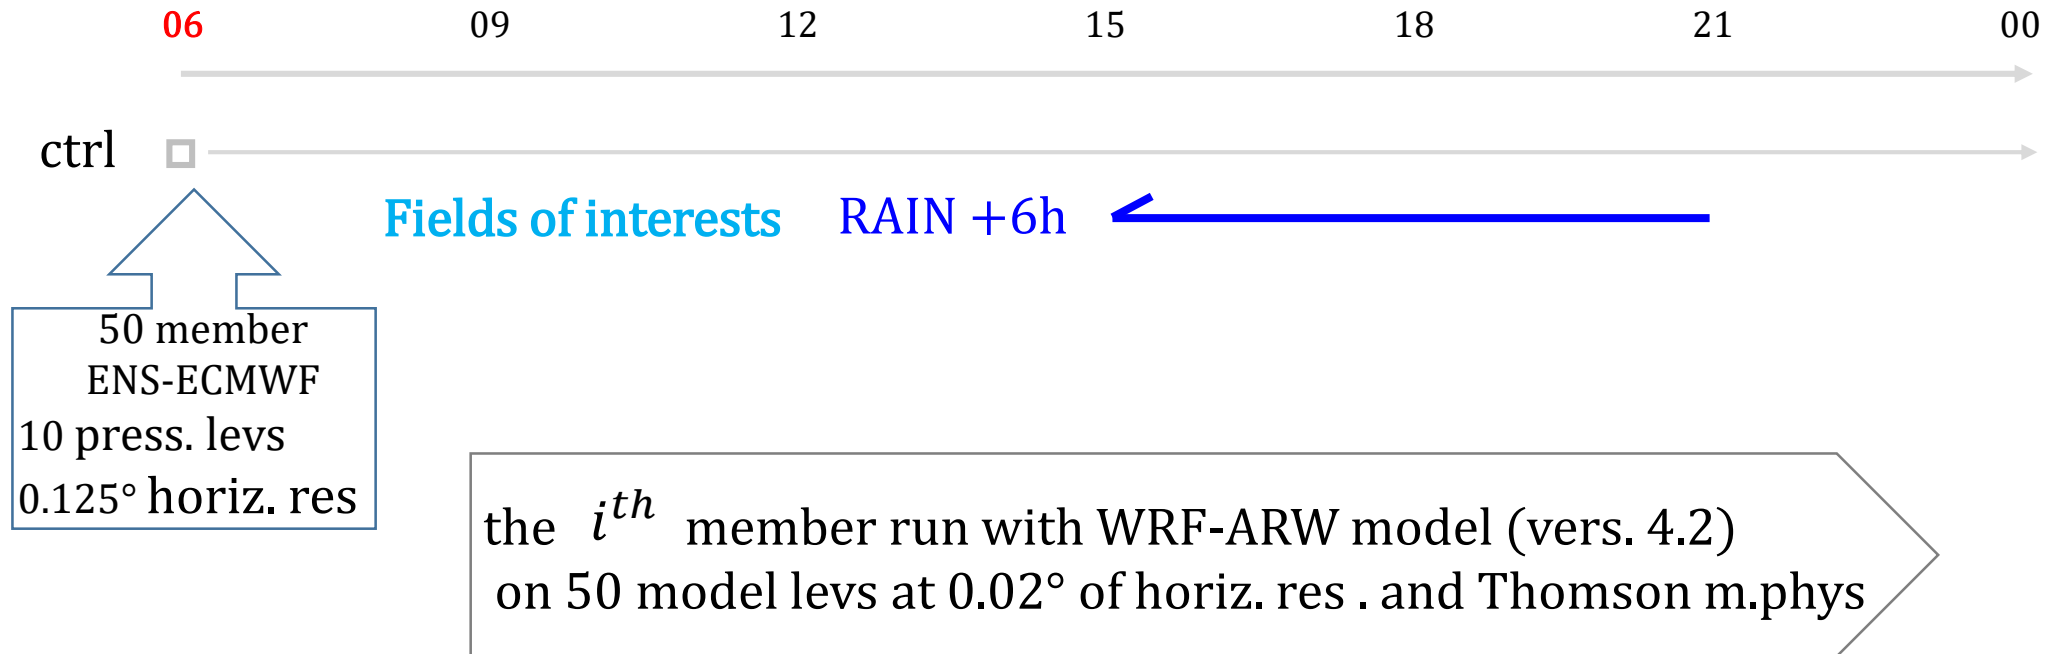 06 09 12 15 18 21 00
ctrl
Fields of interests RAIN +6h
50 member
ENS-ECMWF
10 press. levs
0.125° horiz. res
the i^th member run with WRF-ARW model (vers. 4.2)
on 50 model levs at 0.02° of horiz. res . and Thomson m.phys